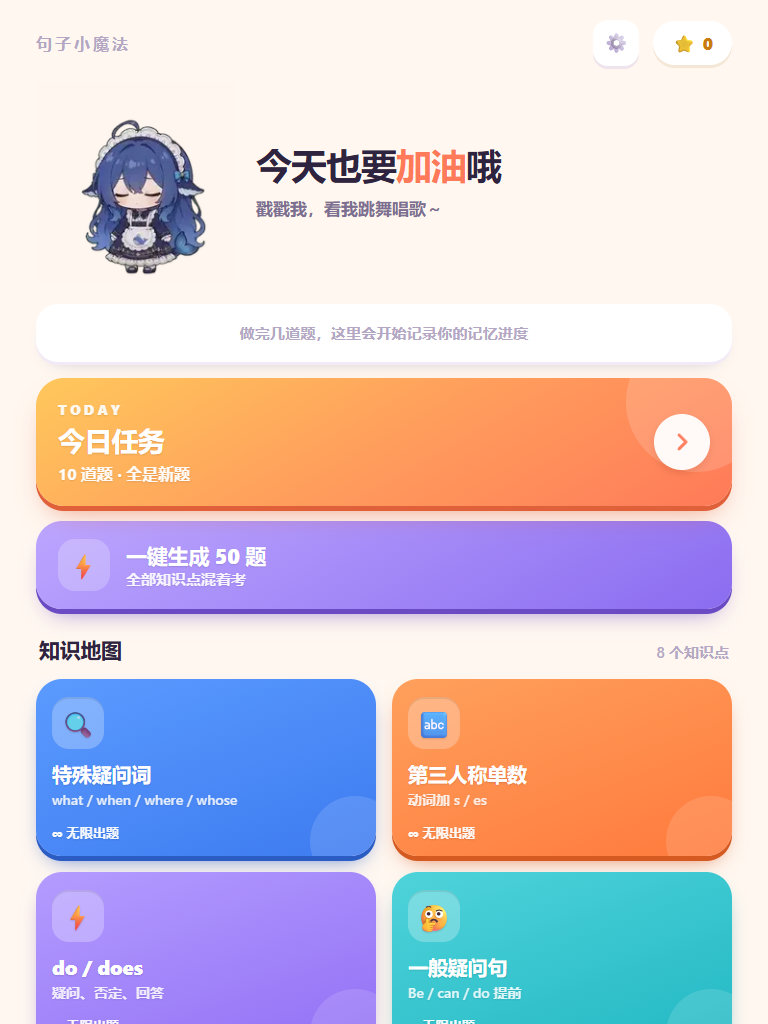 句子小魔法
0
今天也要加油哦
戳戳我，看我跳舞唱歌~
做完几道题，这里会开始记录你的记忆进度
TODAY
今日任务
10 道题 · 全是新题
一键生成 50 题
全部知识点混着考
知识地图
8 个知识点
特殊疑问词
what / when / where / whose
∞ 无限出题
abc
第三人称单数
动词加 s / es
∞ 无限出题
do / does
疑问、否定、回答
一般疑问句
Be / can / do 提前